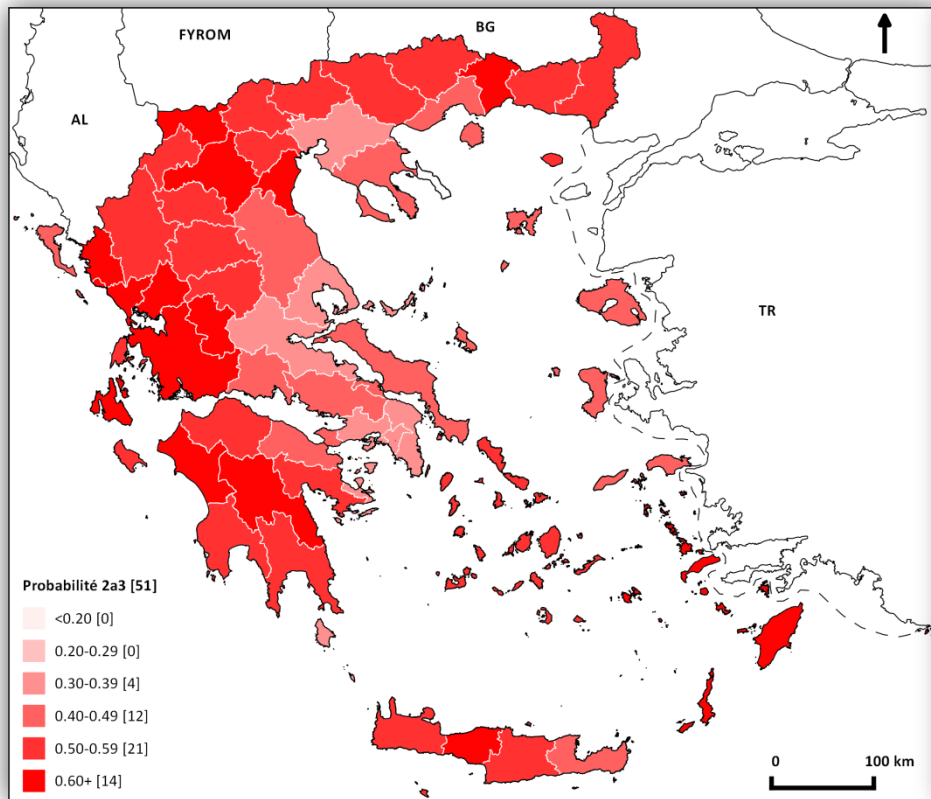 FYROM
BG
AL
TR
Probabilité 2a3 [51]
<0.20 [0]
0.20-0.29 [0]
0.30-0.39 [4]
0.40-0.49 [12]
0.50-0.59 [21]
0.60+ [14]
0
100 km